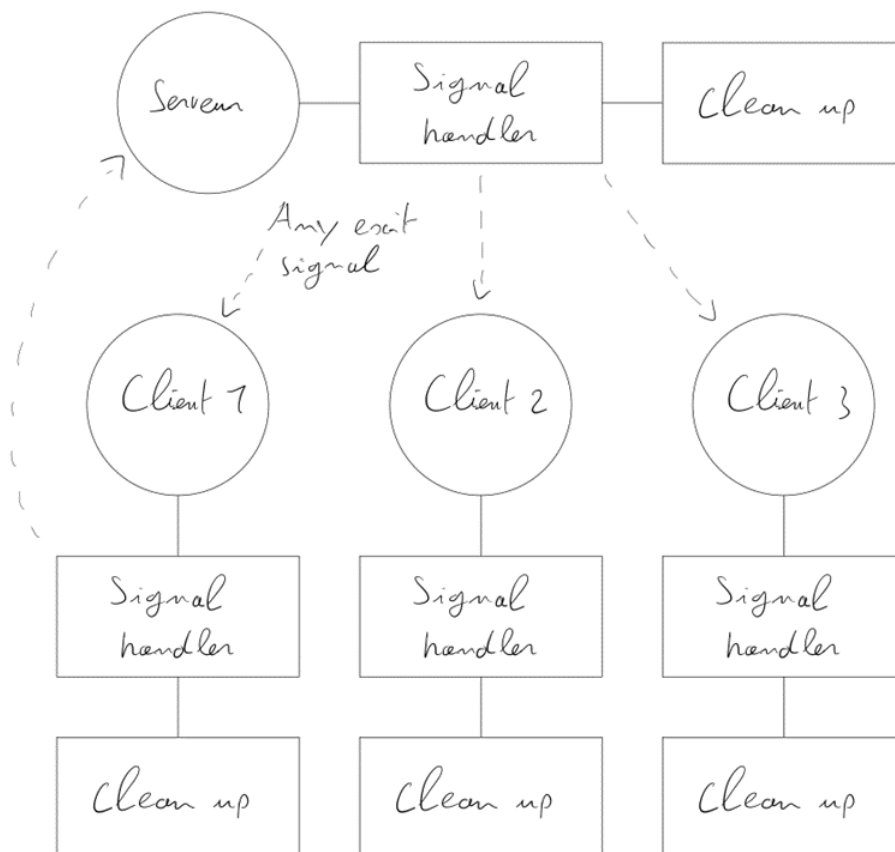 Serveur
Signal
handler
Clean up
Any exit
signal
Client 1
Client 2
Client 3
Signal
handler
Signal
handler
Signal
handler
Clean up
Clean up
Clean up